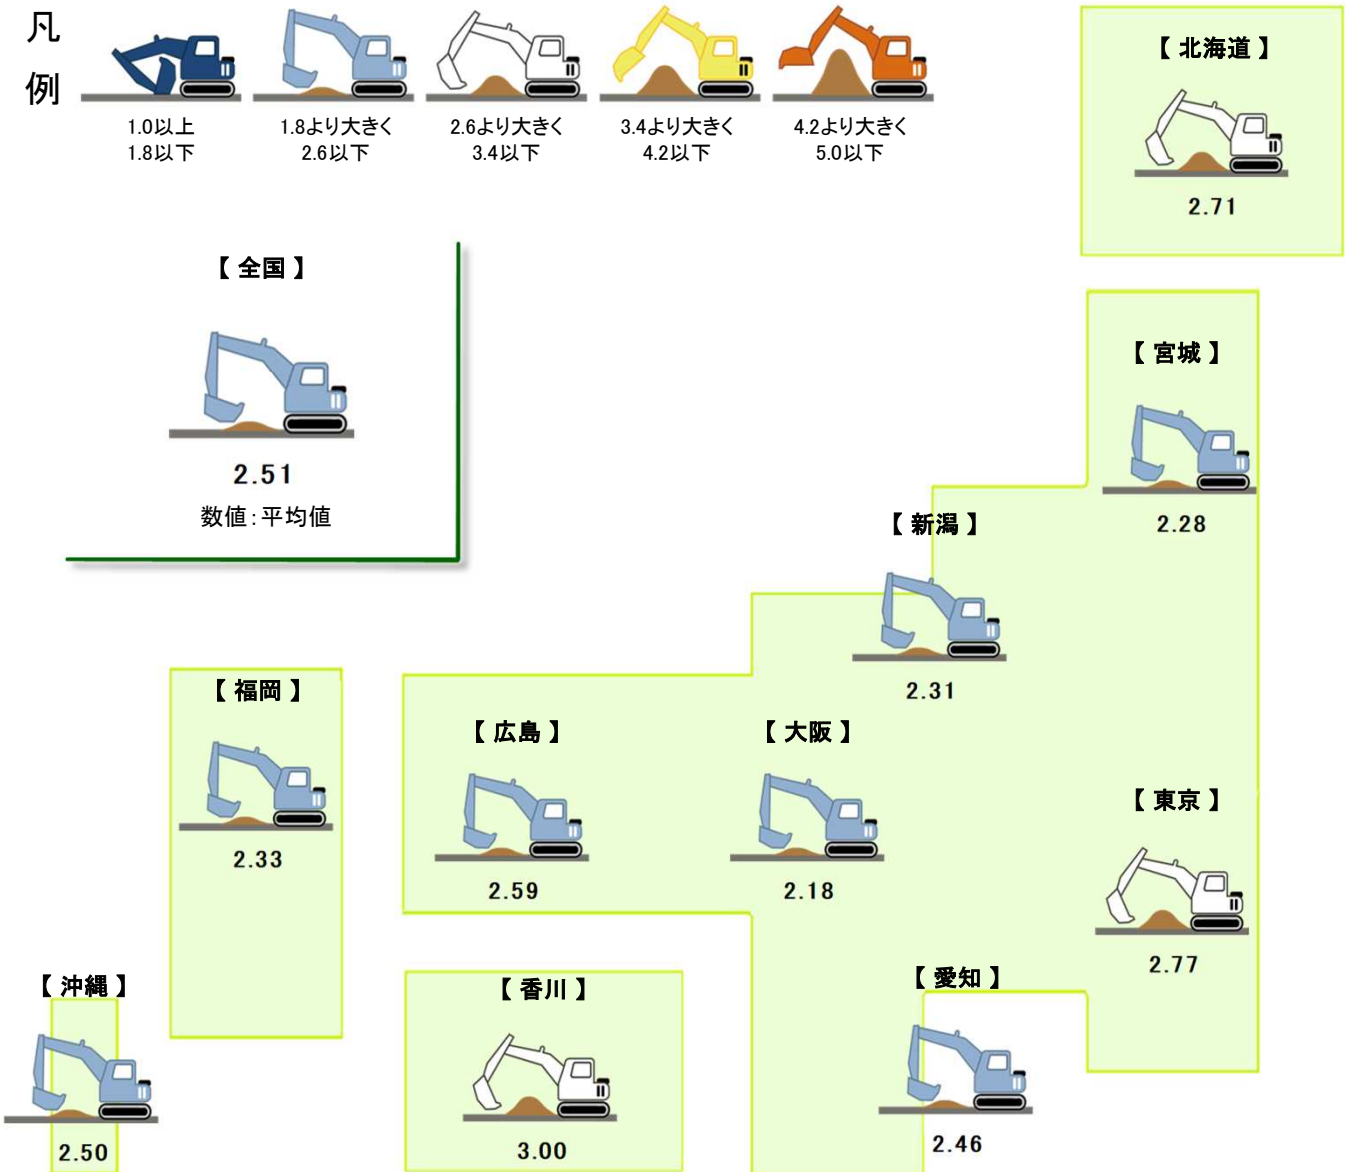 凡
例
1.0以上
1.8以下
1.8より大きく
2.6以下
2.6より大きく
3.4以下
3.4より大きく
4.2以下
4.2より大きく
5.0以下
【 北海道 】
2.71
【 全国 】
2.51
数値：平均値
【 宮城 】
2.28
【 新潟 】
2.31
【 福岡 】
2.33
【 広島 】
2.59
【 大阪 】
2.18
【 東京 】
2.77
【 沖縄 】
2.50
【 香川 】
3.00
【 愛知 】
2.46